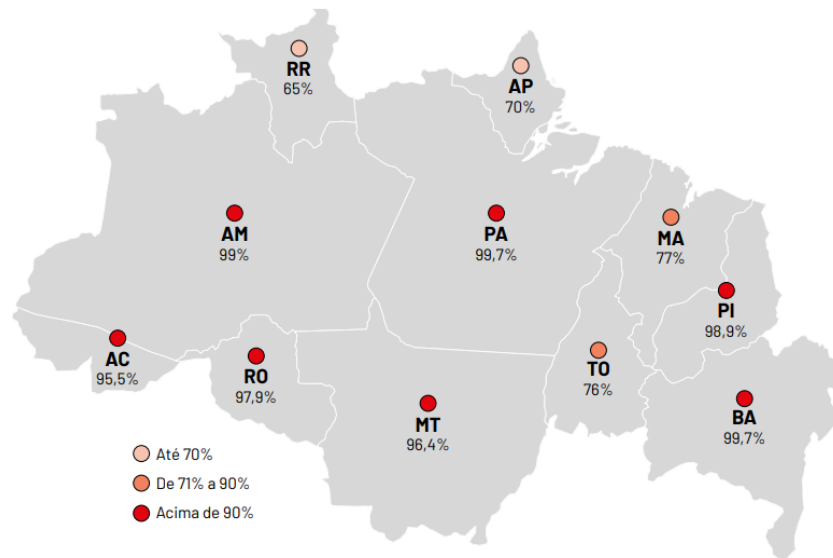 RR
65%
AP
70%
AM
99%
PA
99,7%
MA
77%
PI
98,9%
AC
95,5%
RO
97,9%
TO
76%
MT
96,4%
BA
99,7%
Até 70%
De 71% a 90%
Acima de 90%